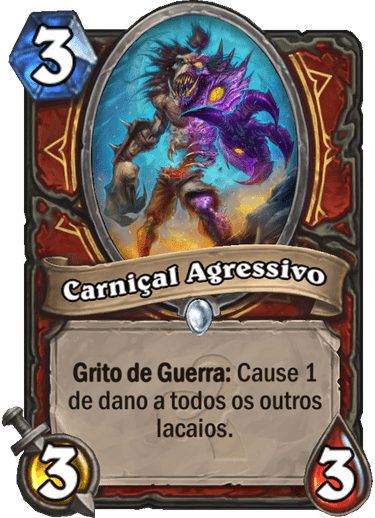 3
Carniçal Agressivo
Grito de Guerra: Cause 1
de dano a todos os outros
lacaios.
3
3